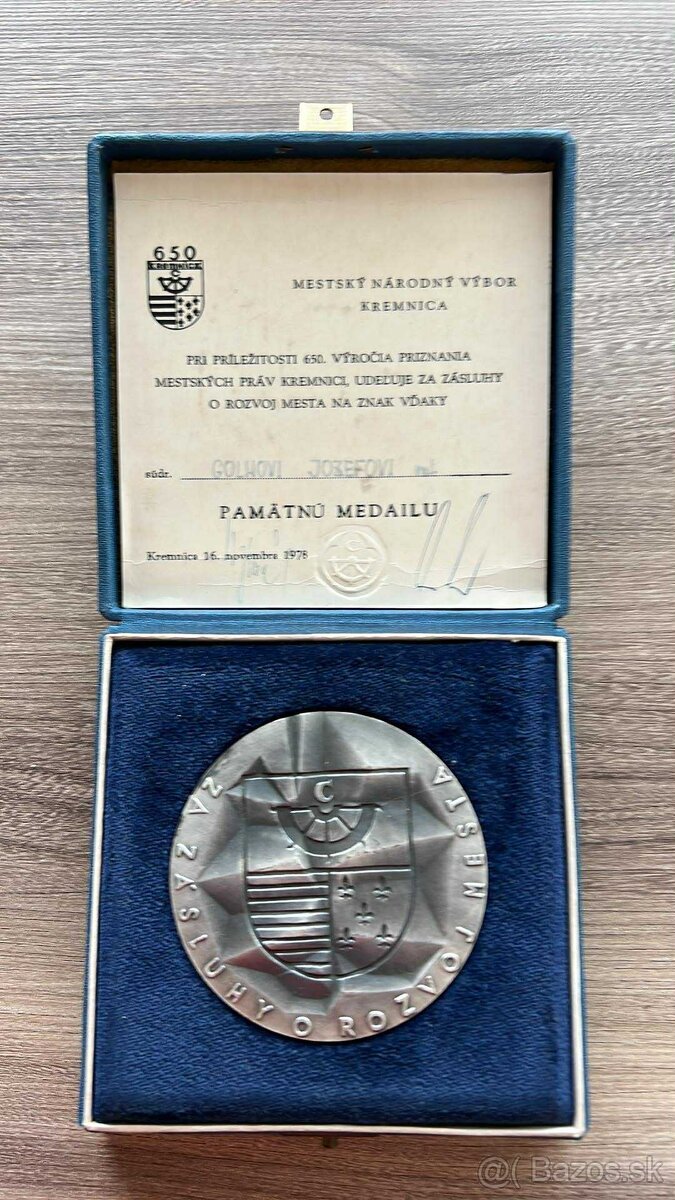 650
KREMNICA
MESTSKÝ NÁRODNÝ VÝBOR
KREMNICA
PRI PRÍLEŽITOSTI 650. VÝROČIA PRIZNANIA
MESTSKÝCH PRÁV KREMNICI, UDEĽUJE ZA ZÁSLUHY
O ROZVOJ MESTA NA ZNAK VĎAKY
súdr. JOZEFOVI
PAMÄTNÚ MEDAILU
Kremnica 16. novembra 1978
ZA ZÁSLUHY O ROZVOJ MESTA
@( Bazos.sk